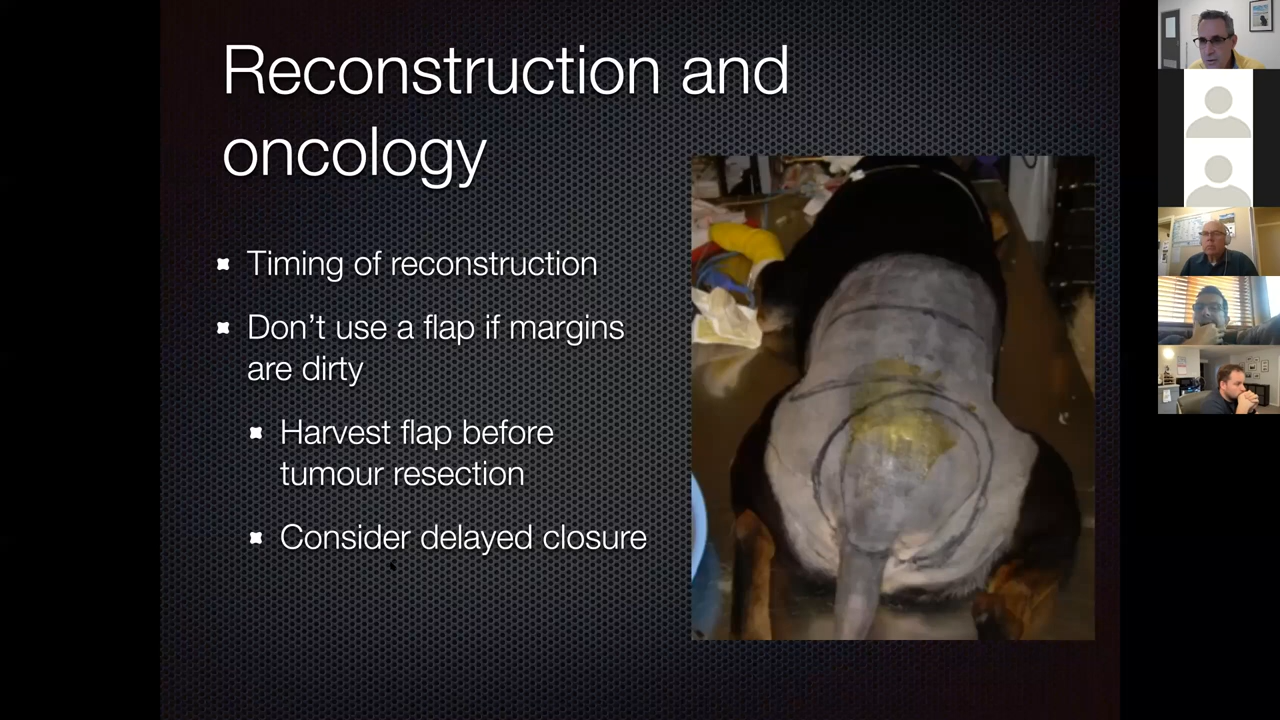 Reconstruction and
oncology
Timing of reconstruction
Don't use a flap if margins
are dirty
Harvest flap before
tumour resection
Consider delayed closure